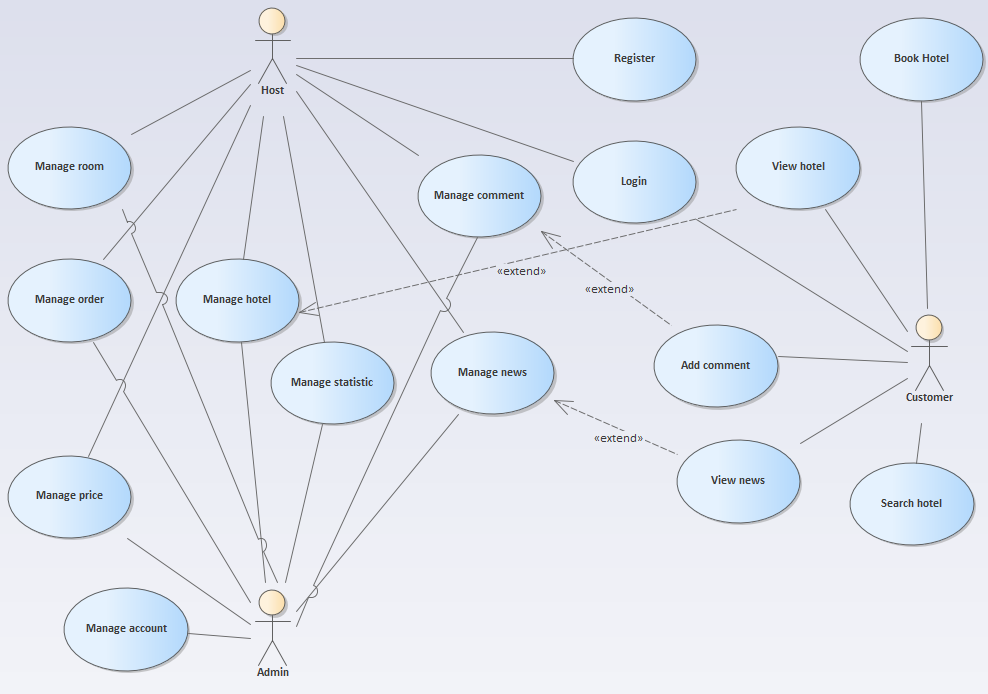 Host
Register
Book Hotel
Manage room
Manage comment
Login
View hotel
«extend»
«extend»
Manage order
Manage hotel
Manage statistic
Manage news
Add comment
Customer
«extend»
Manage price
View news
Search hotel
Manage account
Admin